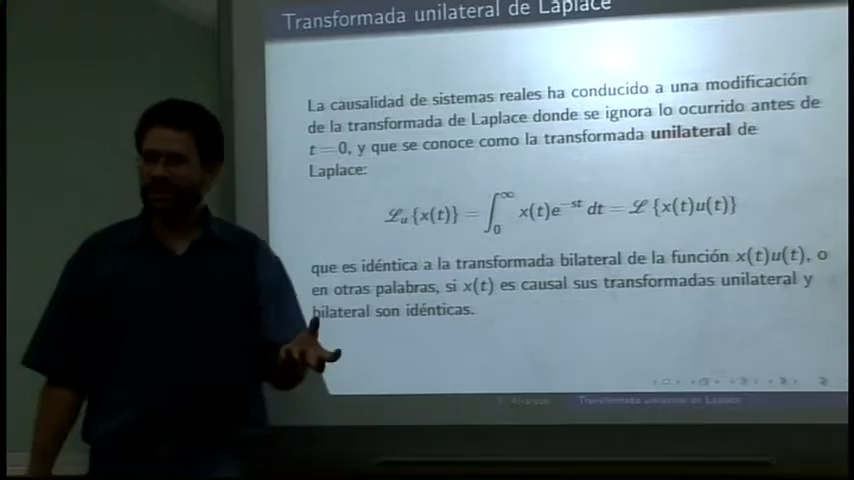 Transformada unilateral de Laplace
La causalidad de sistemas reales ha conducido a una modificación
de la transformada de Laplace donde se ignora lo ocurrido antes de
t = 0, y que se conoce como la transformada unilateral de
Laplace:
ℒᵤ{x(t)} = ∫₀^∞ x(t)e^{−st} dt = ℒ {x(t)u(t)}
que es idéntica a la transformada bilateral de la función x(t)u(t), o
en otras palabras, si x(t) es causal sus transformadas unilateral y
bilateral son idénticas.
Transformada unilateral de Laplace